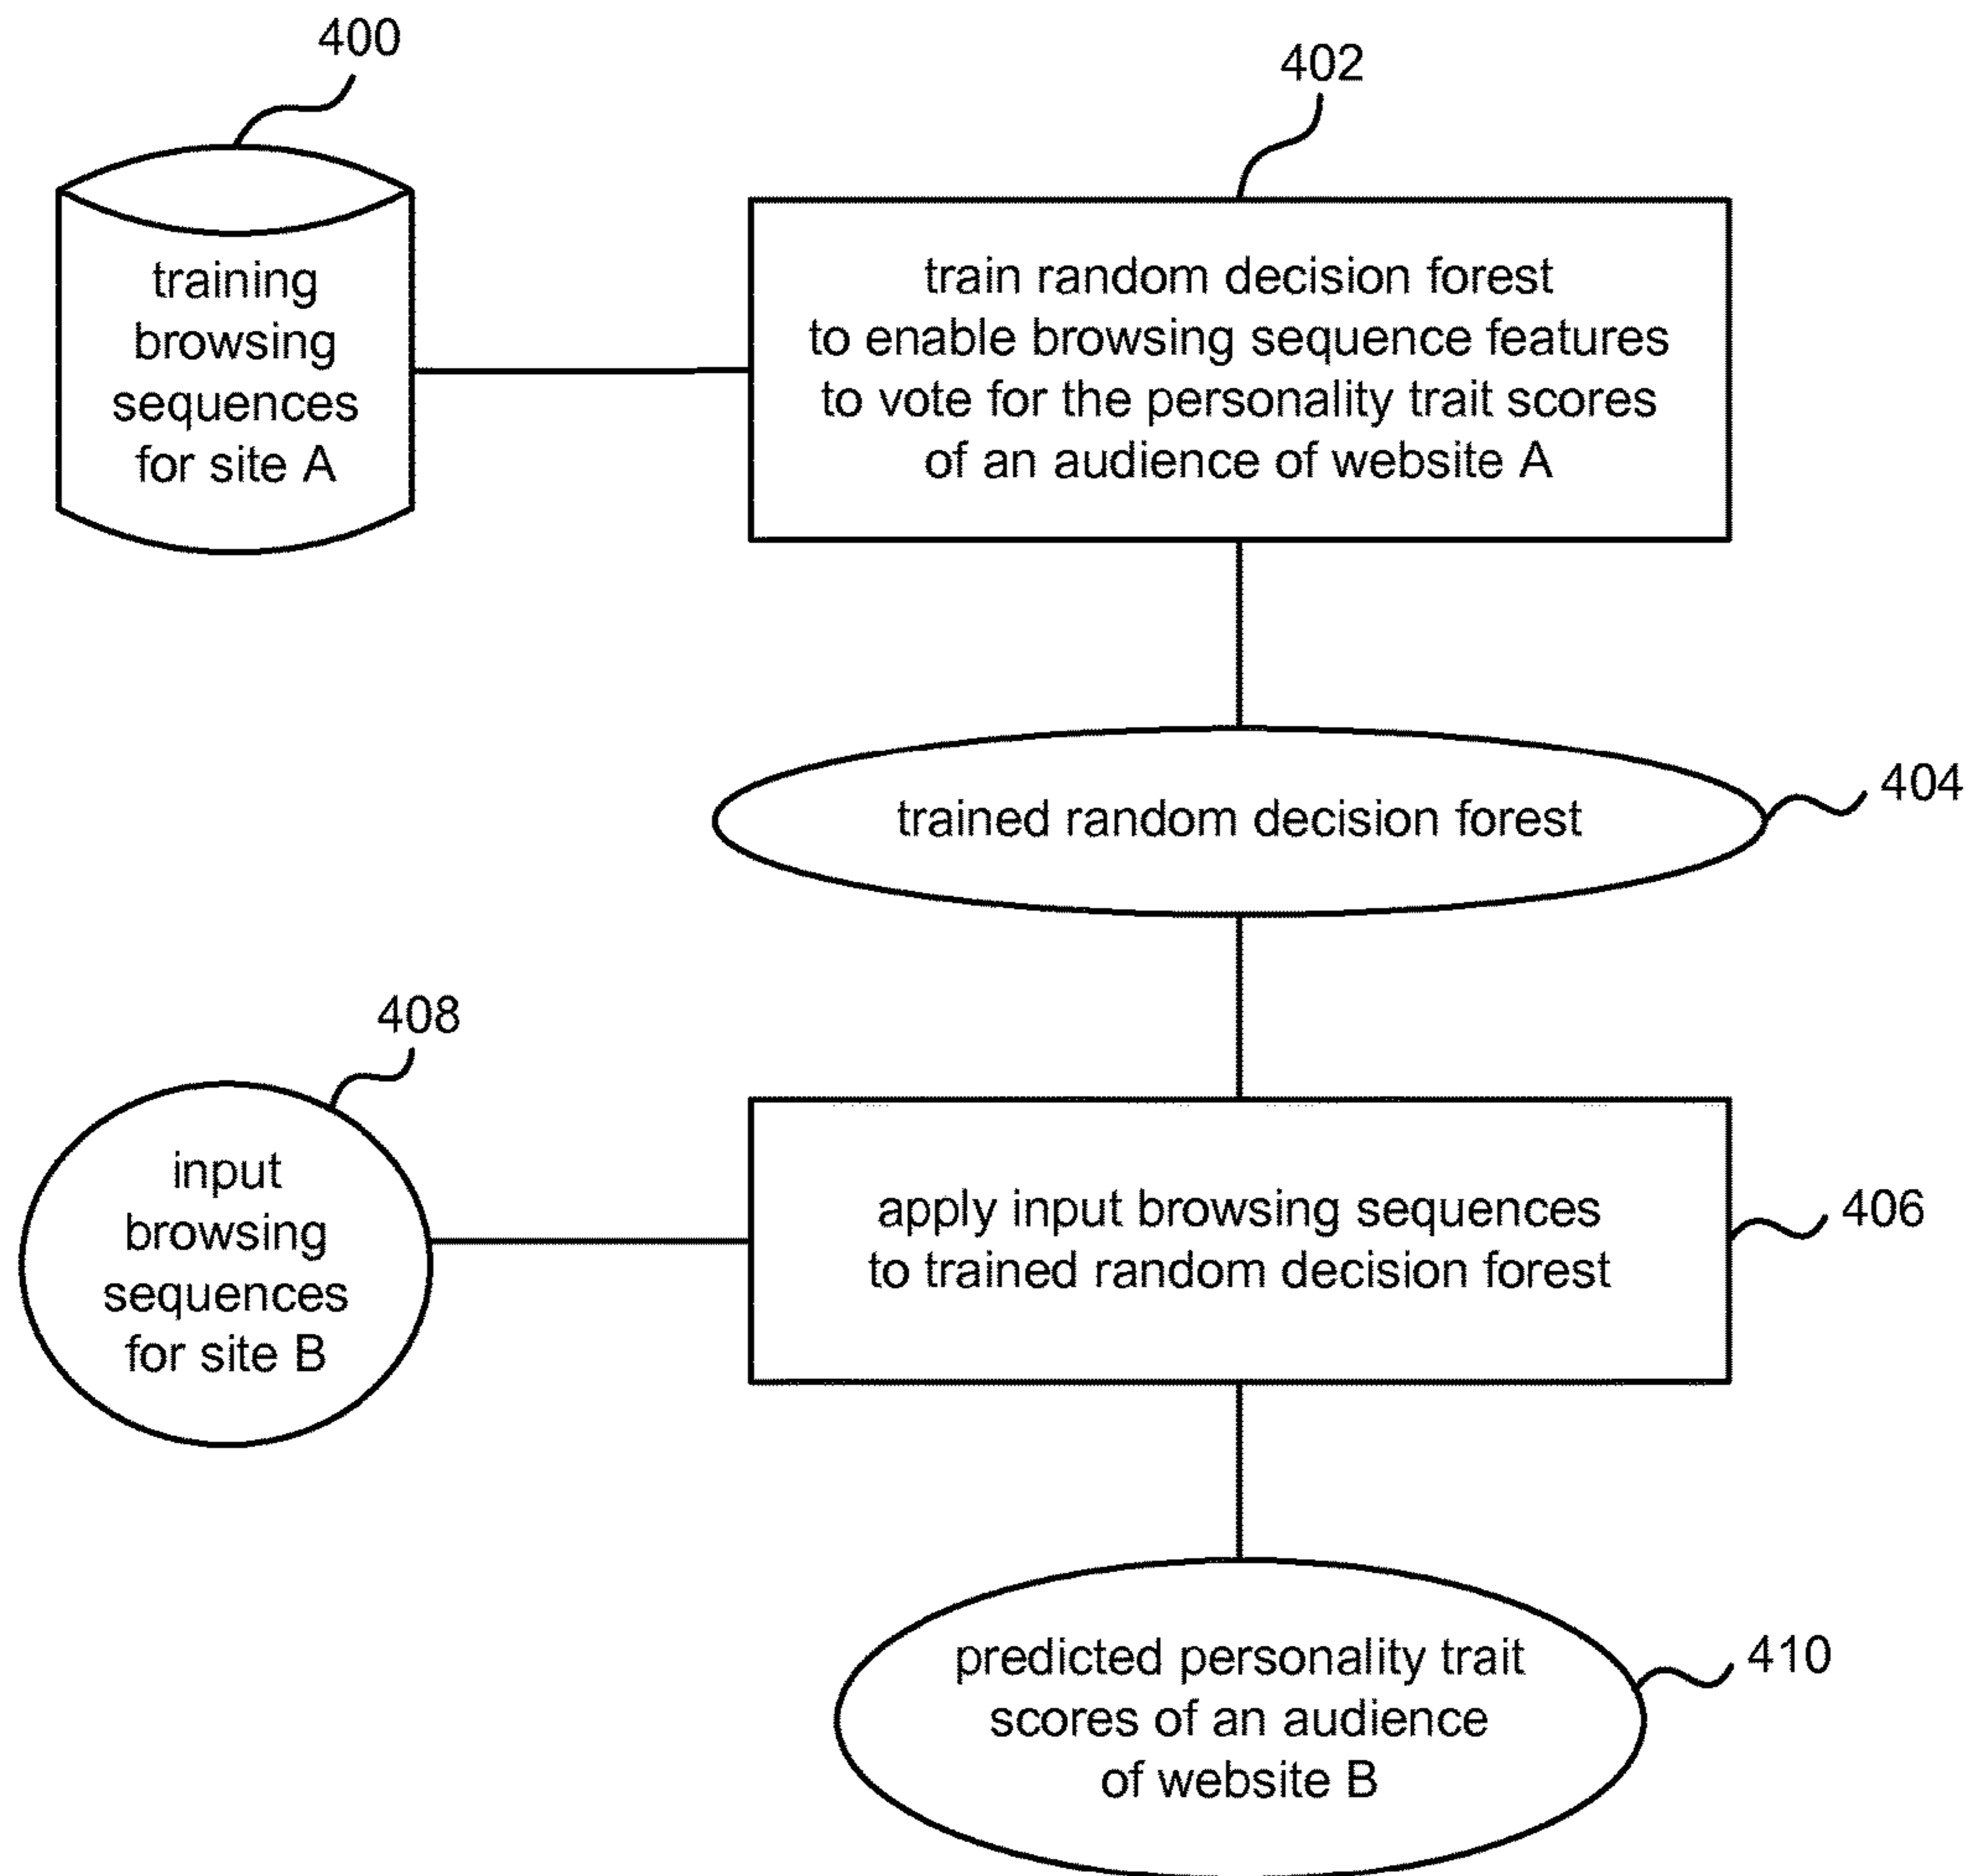 400
402
training
browsing
sequences
for site A
train random decision forest
to enable browsing sequence features
to vote for the personality trait scores
of an audience of website A
404
trained random decision forest
408
input
browsing
sequences
for site B
406
apply input browsing sequences
to trained random decision forest
410
predicted personality trait
scores of an audience
of website B